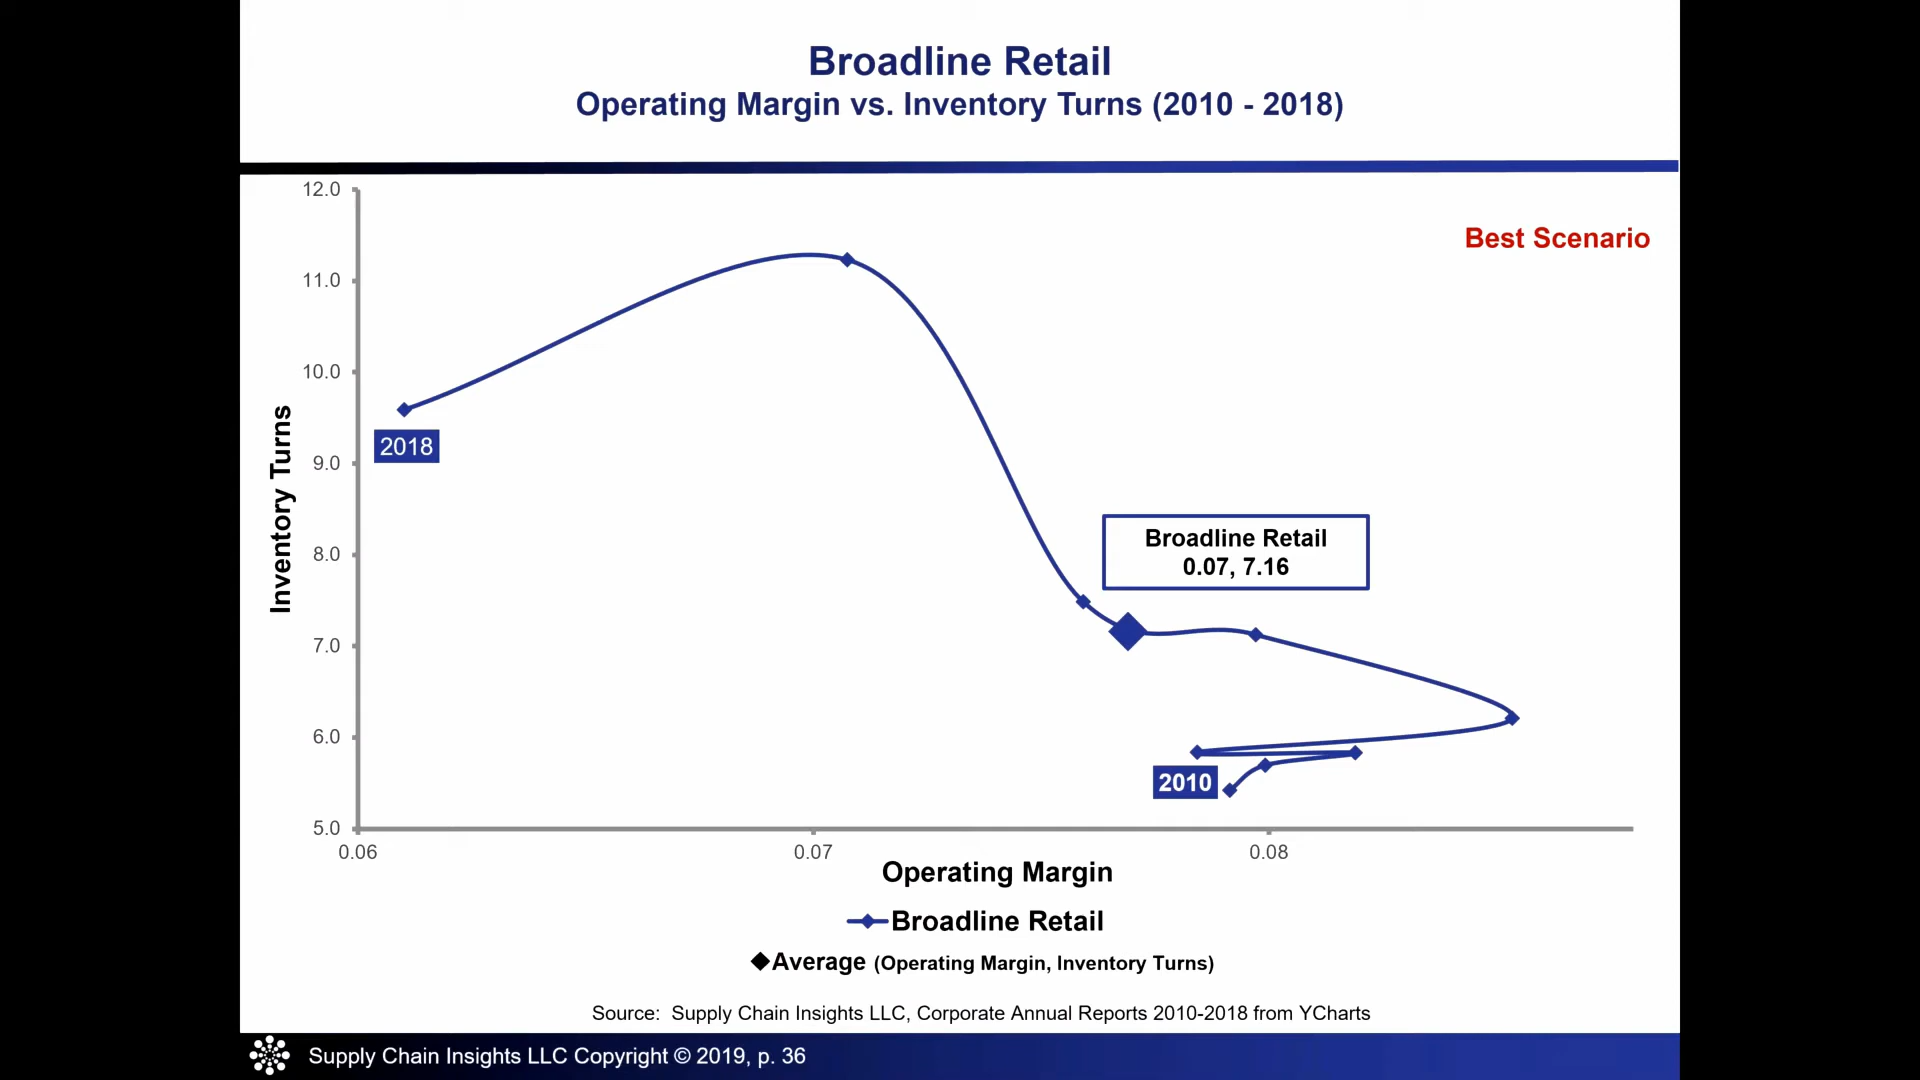 Broadline Retail
Operating Margin vs. Inventory Turns (2010 - 2018)
12.0
Best Scenario
11.0
10.0
9.0
8.0
7.0
6.0
5.0
Inventory Turns
2018
Broadline Retail
0.07, 7.16
2010
0.06
0.07
0.08
Operating Margin
Broadline Retail
Average (Operating Margin, Inventory Turns)
Source: Supply Chain Insights LLC, Corporate Annual Reports 2010-2018 from YCharts
Supply Chain Insights LLC Copyright © 2019, p. 36